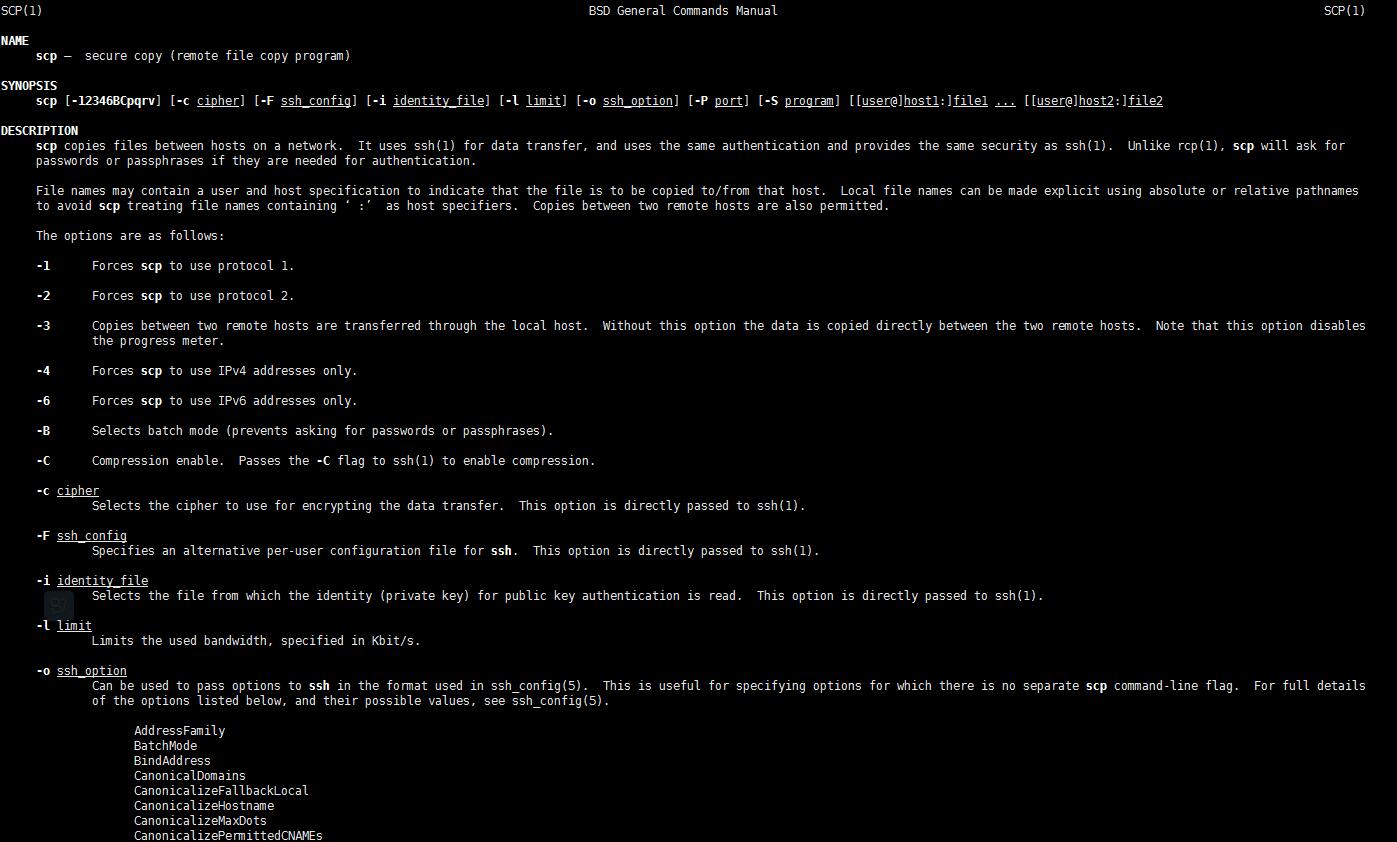 SCP(1) BSD General Commands Manual SCP(1)
NAME
scp — secure copy (remote file copy program)
SYNOPSIS
scp [-12346BCpqrv] [-c cipher] [-F ssh_config] [-i identity_file] [-l limit] [-o ssh_option] [-P port] [-S program] [[user@]host1:]file1 ... [[user@]host2:]file2
DESCRIPTION
scp copies files between hosts on a network. It uses ssh(1) for data transfer, and uses the same authentication and provides the same security as ssh(1). Unlike rcp(1), scp will ask for
passwords or passphrases if they are needed for authentication.
File names may contain a user and host specification to indicate that the file is to be copied to/from that host. Local file names can be made explicit using absolute or relative pathnames
to avoid scp treating file names containing ‘ :’ as host specifiers. Copies between two remote hosts are also permitted.
The options are as follows:
-1 Forces scp to use protocol 1.
-2 Forces scp to use protocol 2.
-3 Copies between two remote hosts are transferred through the local host. Without this option the data is copied directly between the two remote hosts. Note that this option disables
the progress meter.
-4 Forces scp to use IPv4 addresses only.
-6 Forces scp to use IPv6 addresses only.
-B Selects batch mode (prevents asking for passwords or passphrases).
-C Compression enable. Passes the -C flag to ssh(1) to enable compression.
-c cipher
Selects the cipher to use for encrypting the data transfer. This option is directly passed to ssh(1).
-F ssh_config
Specifies an alternative per-user configuration file for ssh. This option is directly passed to ssh(1).
-i identity_file
Selects the file from which the identity (private key) for public key authentication is read. This option is directly passed to ssh(1).
-l limit
Limits the used bandwidth, specified in Kbit/s.
-o ssh_option
Can be used to pass options to ssh in the format used in ssh_config(5). This is useful for specifying options for which there is no separate scp command-line flag. For full details
of the options listed below, and their possible values, see ssh_config(5).
AddressFamily
BatchMode
BindAddress
CanonicalDomains
CanonicalizeFallbackLocal
CanonicalizeHostname
CanonicalizeMaxDots
CanonicalizePermittedCNAMEs